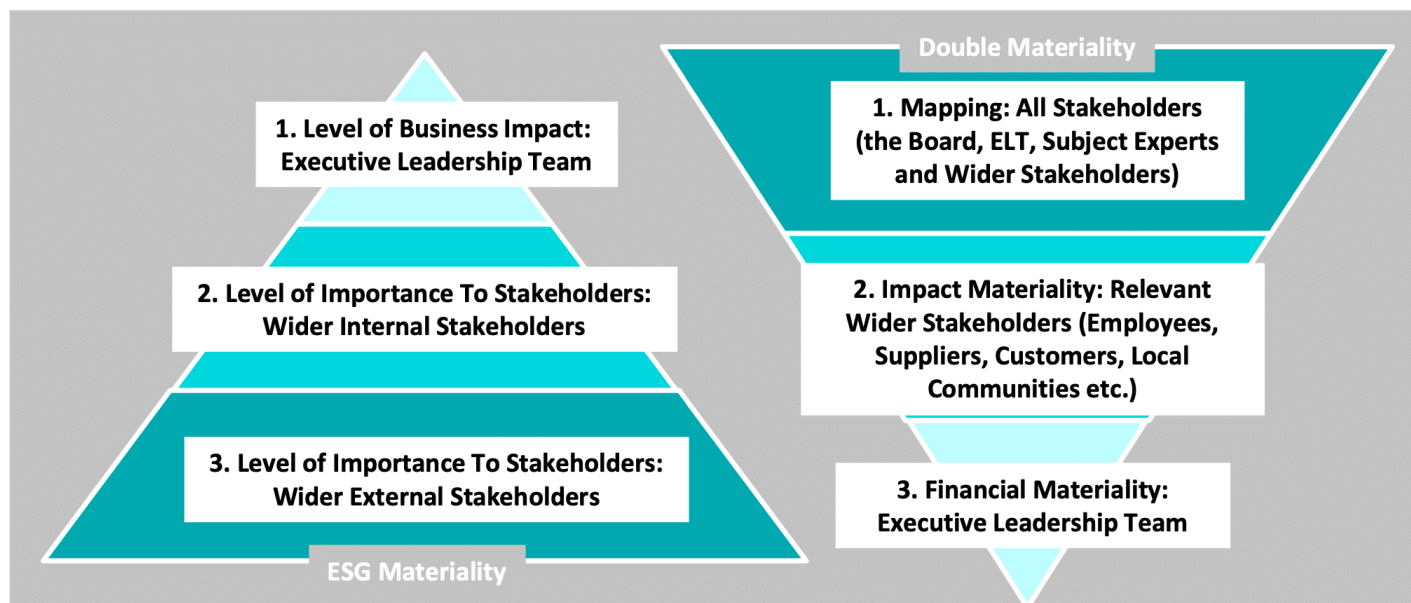 1. Level of Business Impact:
Executive Leadership Team
2. Level of Importance To Stakeholders:
Wider Internal Stakeholders
3. Level of Importance To Stakeholders:
Wider External Stakeholders
ESG Materiality
Double Materiality
1. Mapping: All Stakeholders
(the Board, ELT, Subject Experts
and Wider Stakeholders)
2. Impact Materiality: Relevant
Wider Stakeholders (Employees,
Suppliers, Customers, Local
Communities etc.)
3. Financial Materiality:
Executive Leadership Team